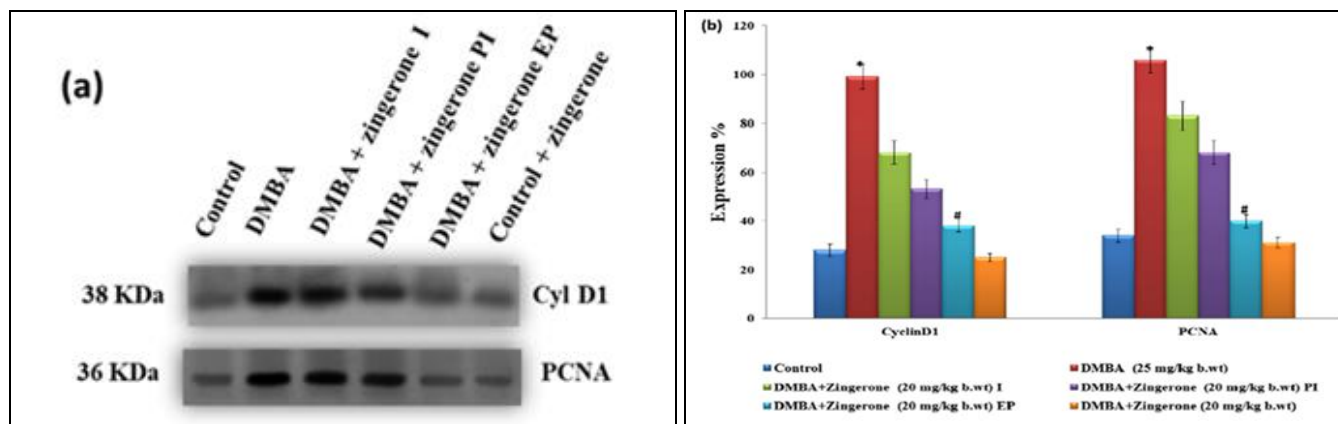 (a)
Control
DMBA
DMBA + zingerone I
DMBA + zingerone PI
DMBA + zingerone EP
Control + zingerone
38 KDa
Cyl D1
36 KDa
PCNA
(b)
120
100
80
60
40
20
0
Expression %
*
#
*
#
CyclinD1
PCNA
Control
DMBA (25 mg/kg b.wt)
DMBA+Zingerone (20 mg/kg b.wt) I
DMBA+Zingerone (20 mg/kg b.wt) PI
DMBA+Zingerone (20 mg/kg b.wt) EP
DMBA+Zingerone (20 mg/kg b.wt)